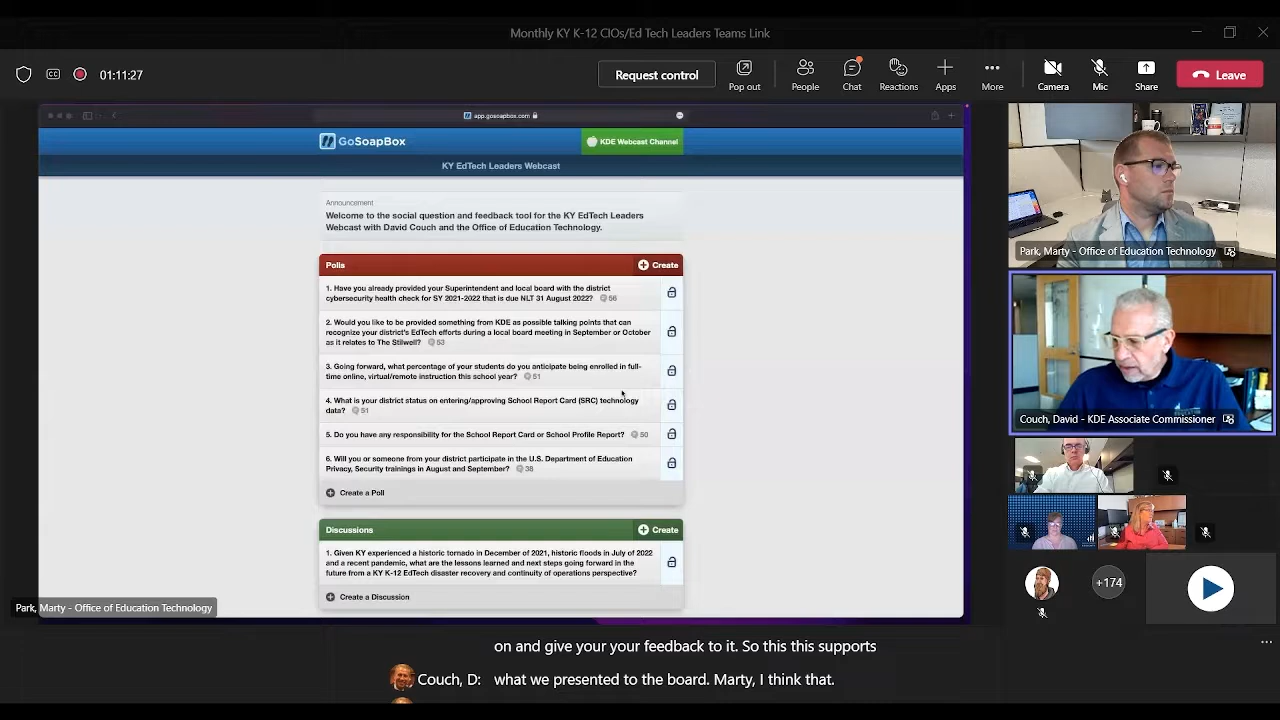 Monthly KY K-12 CIOs/Ed Tech Leaders Teams Link
CC
01:11:27
Request control
Pop out
People
Chat
Reactions
Apps
More
Camera
Mic
Share
Leave
app.gosoapbox.com
GoSoapBox
KDE Webcast Channel
KY EdTech Leaders Webcast
Announcement
Welcome to the social question and feedback tool for the KY EdTech Leaders
Webcast with David Couch and the Office of Education Technology.
Polls
Create
1. Have you already provided your Superintendent and local board with the district
cybersecurity health check for SY 2021-2022 that is due NLT 31 August 2022? 56
2. Would you like to be provided something from KDE as possible talking points that can
recognize your district's EdTech efforts during a local board meeting in September or October
as it relates to The Stilwell? 53
3. Going forward, what percentage of your students do you anticipate being enrolled in full-
time online, virtual/remote instruction this school year? 51
4. What is your district status on entering/approving School Report Card (SRC) technology
data? 51
5. Do you have any responsibility for the School Report Card or School Profile Report? 50
6. Will you or someone from your district participate in the U.S. Department of Education
Privacy, Security trainings in August and September? 38
Create a Poll
Discussions
Create
1. Given KY experienced a historic tornado in December of 2021, historic floods in July of 2022
and a recent pandemic, what are the lessons learned and next steps going forward in the
future from a KY K-12 EdTech disaster recovery and continuity of operations perspective?
Create a Discussion
Park, Marty - Office of Education Technology
Park, Marty - Office of Education Technology
Couch, David - KDE Associate Commissioner
+174
on and give your your feedback to it. So this this supports
Couch, D: what we presented to the board. Marty, I think that.